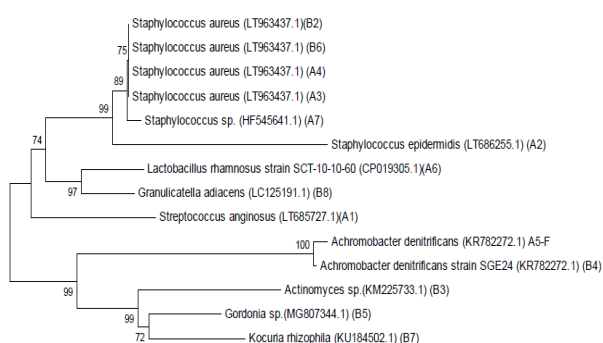 Staphylococcus aureus (LT963437.1)(B2)
75
Staphylococcus aureus (LT963437.1) (B6)
Staphylococcus aureus (LT963437.1) (A4)
89
Staphylococcus aureus (LT963437.1) (A3)
99
Staphylococcus sp. (HF545641.1) (A7)
74
Staphylococcus epidermidis (LT686255.1) (A2)
Lactobacillus rhamnosus strain SCT-10-10-60 (CP019305.1)(A6)
97
Granulicatella adiacens (LC125191.1) (B8)
Streptococcus anginosus (LT685727.1)(A1)
100
Achromobacter denitrificans (KR782272.1) A5-F
Achromobacter denitrificans strain SGE24 (KR782272.1) (B4)
99
Actinomyces sp.(KM225733.1) (B3)
99
Gordonia sp.(MG807344.1) (B5)
72
Kocuria rhizophila (KU184502.1) (B7)